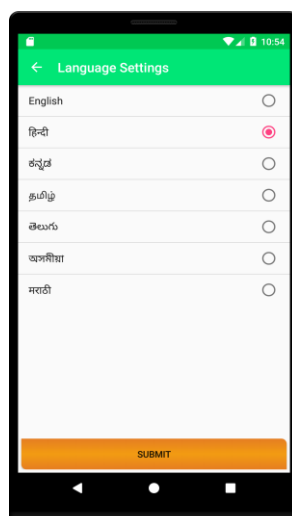 10:54
Language Settings
English
हिन्दी
ಕನ್ನಡ
தமிழ்
తెలుగు
অসমীয়া
मराठी
SUBMIT